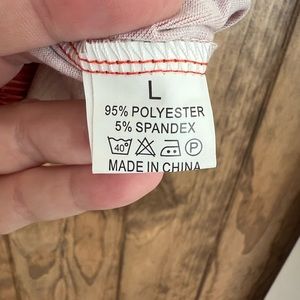 L
95% POLYESTER
5% SPANDEX
40° P
MADE IN CHINA